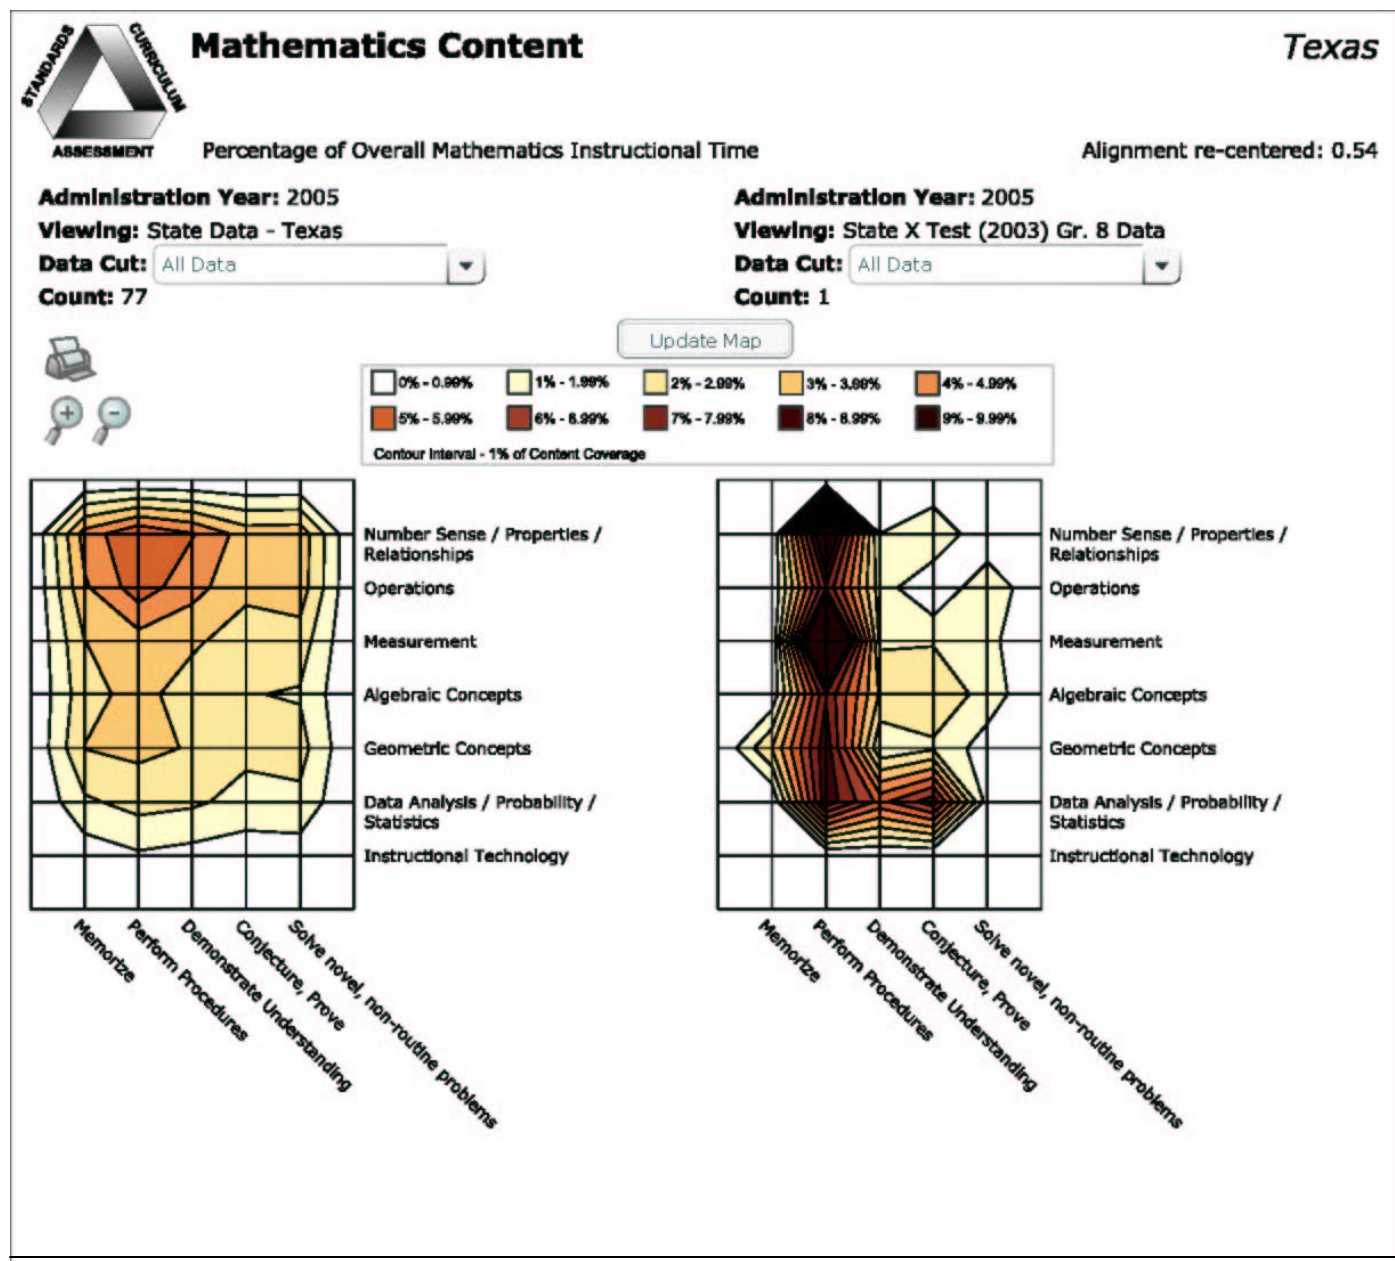 STANDARDS
CURRICULUM
ASSESSMENT
Mathematics Content
Texas
Percentage of Overall Mathematics Instructional Time
Alignment re-centered: 0.54
Administration Year: 2005
Viewing: State Data - Texas
Data Cut: All Data
Count: 77
Administration Year: 2005
Viewing: State X Test (2003) Gr. 8 Data
Data Cut: All Data
Count: 1
Update Map
0% - 0.99%
1% - 1.99%
2% - 2.99%
3% - 3.99%
4% - 4.99%
5% - 5.99%
6% - 6.99%
7% - 7.99%
8% - 8.99%
9% - 9.99%
Contour Interval - 1% of Content Coverage
Number Sense / Properties /
Relationships
Operations
Measurement
Algebraic Concepts
Geometric Concepts
Data Analysis / Probability /
Statistics
Instructional Technology
Memorize
Perform Procedures
Demonstrate Understanding
Conjecture, Prove
Solve novel, non-routine problems
Number Sense / Properties /
Relationships
Operations
Measurement
Algebraic Concepts
Geometric Concepts
Data Analysis / Probability /
Statistics
Instructional Technology
Memorize
Perform Procedures
Demonstrate Understanding
Conjecture, Prove
Solve novel, non-routine problems